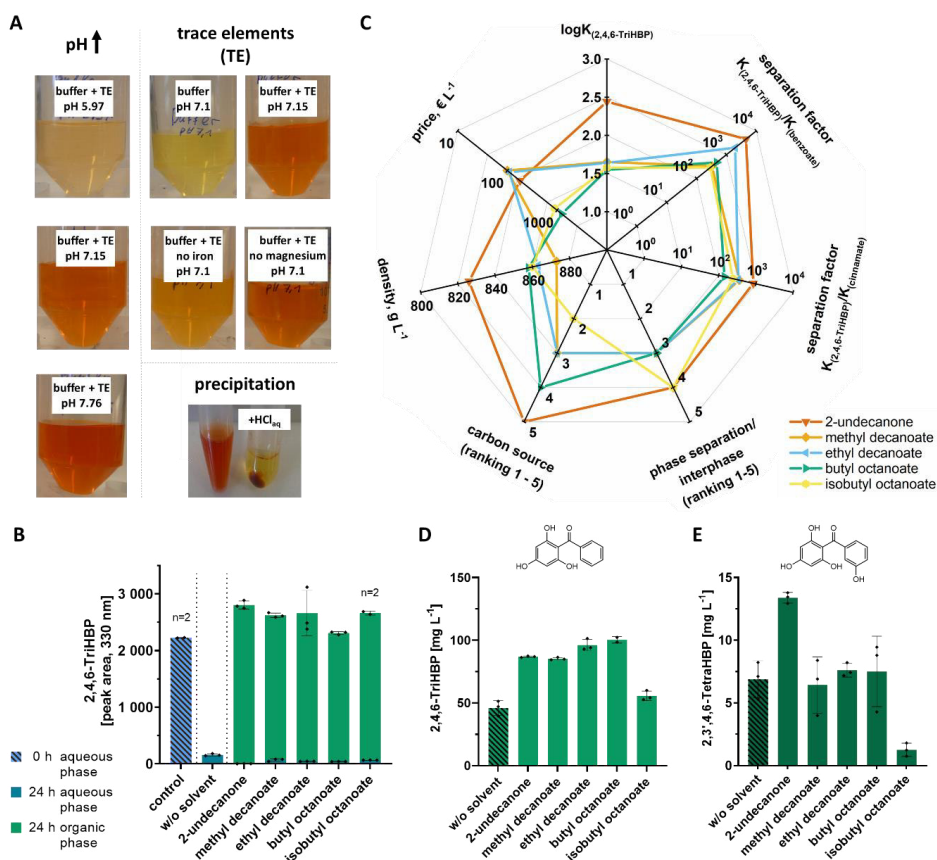 A
pH
trace elements
(TE)
buffer + TE
pH 5.97
buffer
pH 7.1
buffer + TE
pH 7.15
buffer + TE
pH 7.15
buffer + TE
no iron
pH 7.1
buffer + TE
no magnesium
pH 7.1
buffer + TE
pH 7.76
precipitation
+HClaq
C
logK(2,4,6-TriHBP)
3.0
2.5
2.0
1.5
1.0
separation factor
K(2,4,6-TriHBP)/K(benzoate)
10⁴
10²
10¹
10⁰
separation factor
K(2,4,6-TriHBP)/K(cinnamate)
10⁰
10¹
10²
10³
10⁴
phase separation/
interphase
(ranking 1-5)
1
2
3
4
5
carbon source
(ranking 1 - 5)
1
2
3
4
5
density, g L⁻¹
800
820
840
860
880
price, € L⁻¹
10
100
1000
2-undecanone
methyl decanoate
ethyl decanoate
butyl octanoate
isobutyl octanoate
B
2,4,6-TriHBP
[peak area, 330 nm]
3 000
2 000
1 000
0
n=2
n=2
control
w/o solvent
2-undecanone
methyl decanoate
ethyl decanoate
butyl octanoate
isobutyl octanoate
0 h aqueous
phase
24 h aqueous
phase
24 h organic
phase
D
OH
O
HO
OH
2,4,6-TriHBP [mg L⁻¹]
150
100
50
0
w/o solvent
2-undecanone
methyl decanoate
ethyl decanoate
butyl octanoate
isobutyl octanoate
E
OH
O
HO
OH
OH
2,3',4,6-TetraHBP [mg L⁻¹]
15
10
5
0
w/o solvent
2-undecanone
methyl decanoate
ethyl decanoate
butyl octanoate
isobutyl octanoate